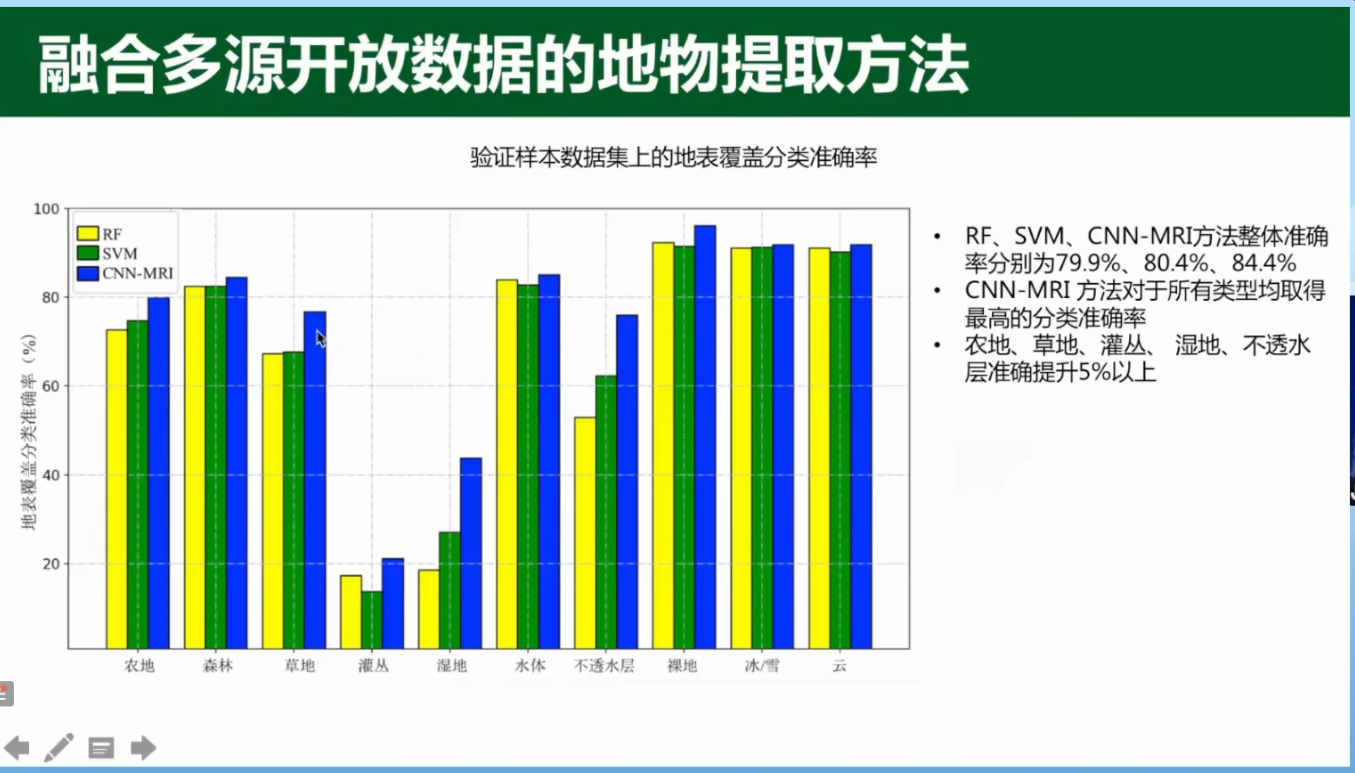 融合多源开放数据的地物提取方法
验证样本数据集上的地表覆盖分类准确率
100
80
60
40
20
地表覆盖分类准确率（%）
RF
SVM
CNN-MRI
农地 森林 草地 灌丛 湿地 水体 不透水层 裸地 冰/雪 云
• RF、SVM、CNN-MRI方法整体准确
率分别为79.9%、80.4%、84.4%
• CNN-MRI 方法对于所有类型均取得
最高的分类准确率
• 农地、草地、灌丛、 湿地、不透水
层准确提升5%以上